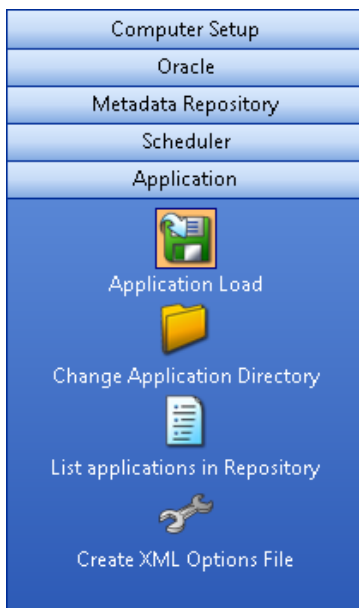 Computer Setup
Oracle
Metadata Repository
Scheduler
Application
Application Load
Change Application Directory
List applications in Repository
Create XML Options File